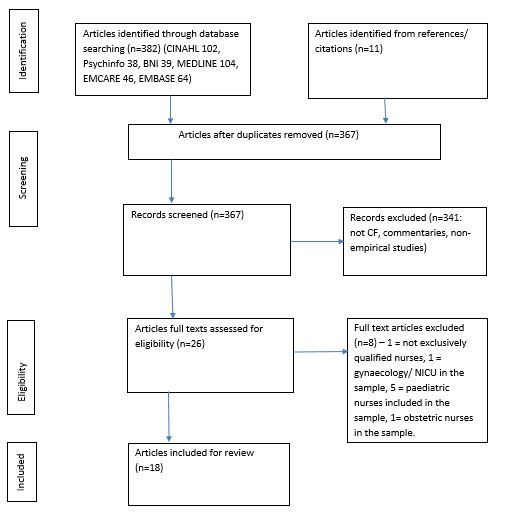 Identification
Articles identified through database
searching (n=382) (CINAHL 102,
Psychinfo 38, BNI 39, MEDLINE 104,
EMCARE 46, EMBASE 64)
Articles identified from references/
citations (n=11)
Articles after duplicates removed (n=367)
Screening
Records screened (n=367)
Records excluded (n=341:
not CF, commentaries, non-
empirical studies)
Eligibility
Articles full texts assessed for
eligibility (n=26)
Full text articles excluded
(n=8) – 1 = not exclusively
qualified nurses, 1 =
gynaecology/ NICU in the
sample, 5 = paediatric
nurses included in the
sample, 1= obstetric nurses
in the sample.
Included
Articles included for review
(n=18)